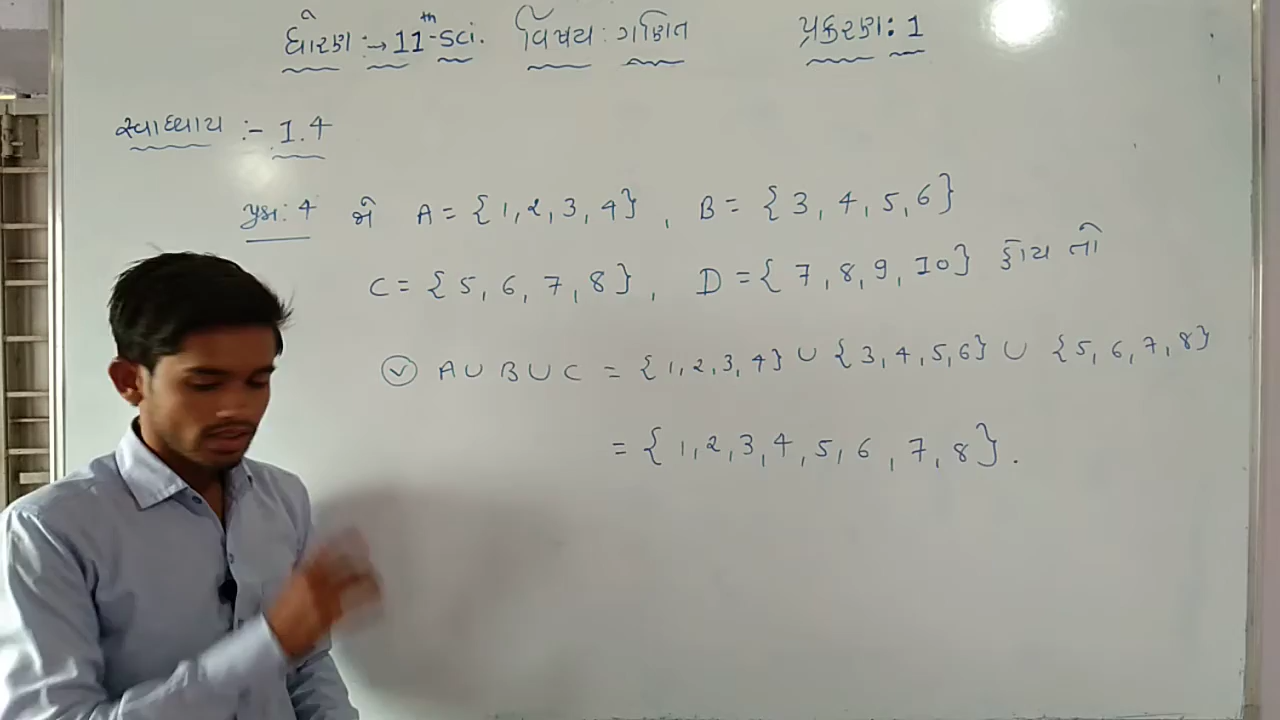 ધોરણ :→ 11th-sci. વિષય : ગણિત પ્રકરણ : 1
સ્વાધ્યાય :- 1.4
પ્રશ્ન : 4 જો A = {1, 2, 3, 4}, B = {3, 4, 5, 6}
C = {5, 6, 7, 8}, D = {7, 8, 9, 10} હોય તો
(v) A ∪ B ∪ C = {1, 2, 3, 4} ∪ {3, 4, 5, 6} ∪ {5, 6, 7, 8}
= {1, 2, 3, 4, 5, 6, 7, 8}.